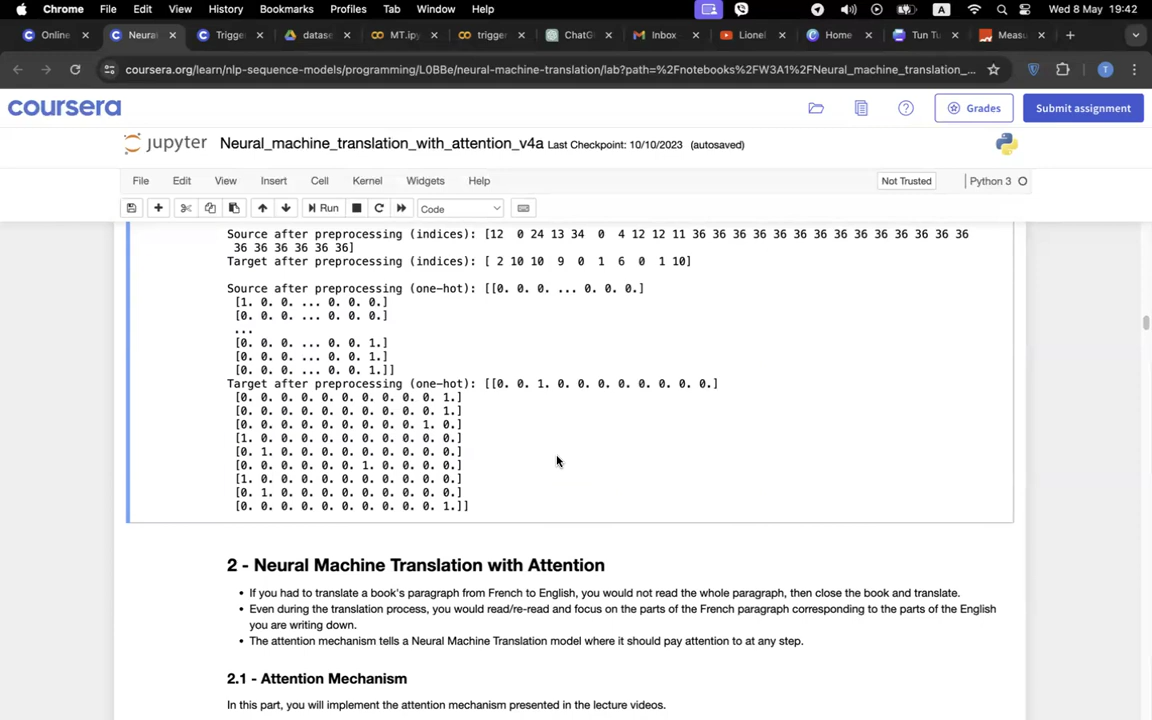 Chrome File Edit View History Bookmarks Profiles Tab Window Help A Wed 8 May 19:42
Online Neural Trigge datase MT.ipy trigger ChatG Inbox Lionel Home Tun Tu Measu
coursera.org/learn/nlp-sequence-models/programming/L0BBe/neural-machine-translation/lab?path=%2Fnotebooks%2FW3A1%2FNeural_machine_translation_... T
coursera Grades Submit assignment
jupyter Neural_machine_translation_with_attention_v4a Last Checkpoint: 10/10/2023 (autosaved)
File Edit View Insert Cell Kernel Widgets Help Not Trusted Python 3
Run Code
Source after preprocessing (indices): [12 0 24 13 34 0 4 12 12 11 36 36 36 36 36 36 36 36 36 36 36 36 36 36
36 36 36 36 36 36]
Target after preprocessing (indices): [ 2 10 10 9 0 1 6 0 1 10]
Source after preprocessing (one-hot): [[0. 0. 0. ... 0. 0. 0.]
[1. 0. 0. ... 0. 0. 0.]
[0. 0. 0. ... 0. 0. 0.]
...
[0. 0. 0. ... 0. 0. 1.]
[0. 0. 0. ... 0. 0. 1.]
[0. 0. 0. ... 0. 0. 1.]]
Target after preprocessing (one-hot): [[0. 0. 1. 0. 0. 0. 0. 0. 0. 0. 0.]
[0. 0. 0. 0. 0. 0. 0. 0. 0. 0. 1.]
[0. 0. 0. 0. 0. 0. 0. 0. 0. 0. 1.]
[0. 0. 0. 0. 0. 0. 0. 0. 0. 1. 0.]
[1. 0. 0. 0. 0. 0. 0. 0. 0. 0. 0.]
[0. 1. 0. 0. 0. 0. 0. 0. 0. 0. 0.]
[0. 0. 0. 0. 0. 0. 1. 0. 0. 0. 0.]
[1. 0. 0. 0. 0. 0. 0. 0. 0. 0. 0.]
[0. 1. 0. 0. 0. 0. 0. 0. 0. 0. 0.]
[0. 0. 0. 0. 0. 0. 0. 0. 0. 0. 1.]]
2 - Neural Machine Translation with Attention
• If you had to translate a book's paragraph from French to English, you would not read the whole paragraph, then close the book and translate.
• Even during the translation process, you would read/re-read and focus on the parts of the French paragraph corresponding to the parts of the English
you are writing down.
• The attention mechanism tells a Neural Machine Translation model where it should pay attention to at any step.
2.1 - Attention Mechanism
In this part, you will implement the attention mechanism presented in the lecture videos.